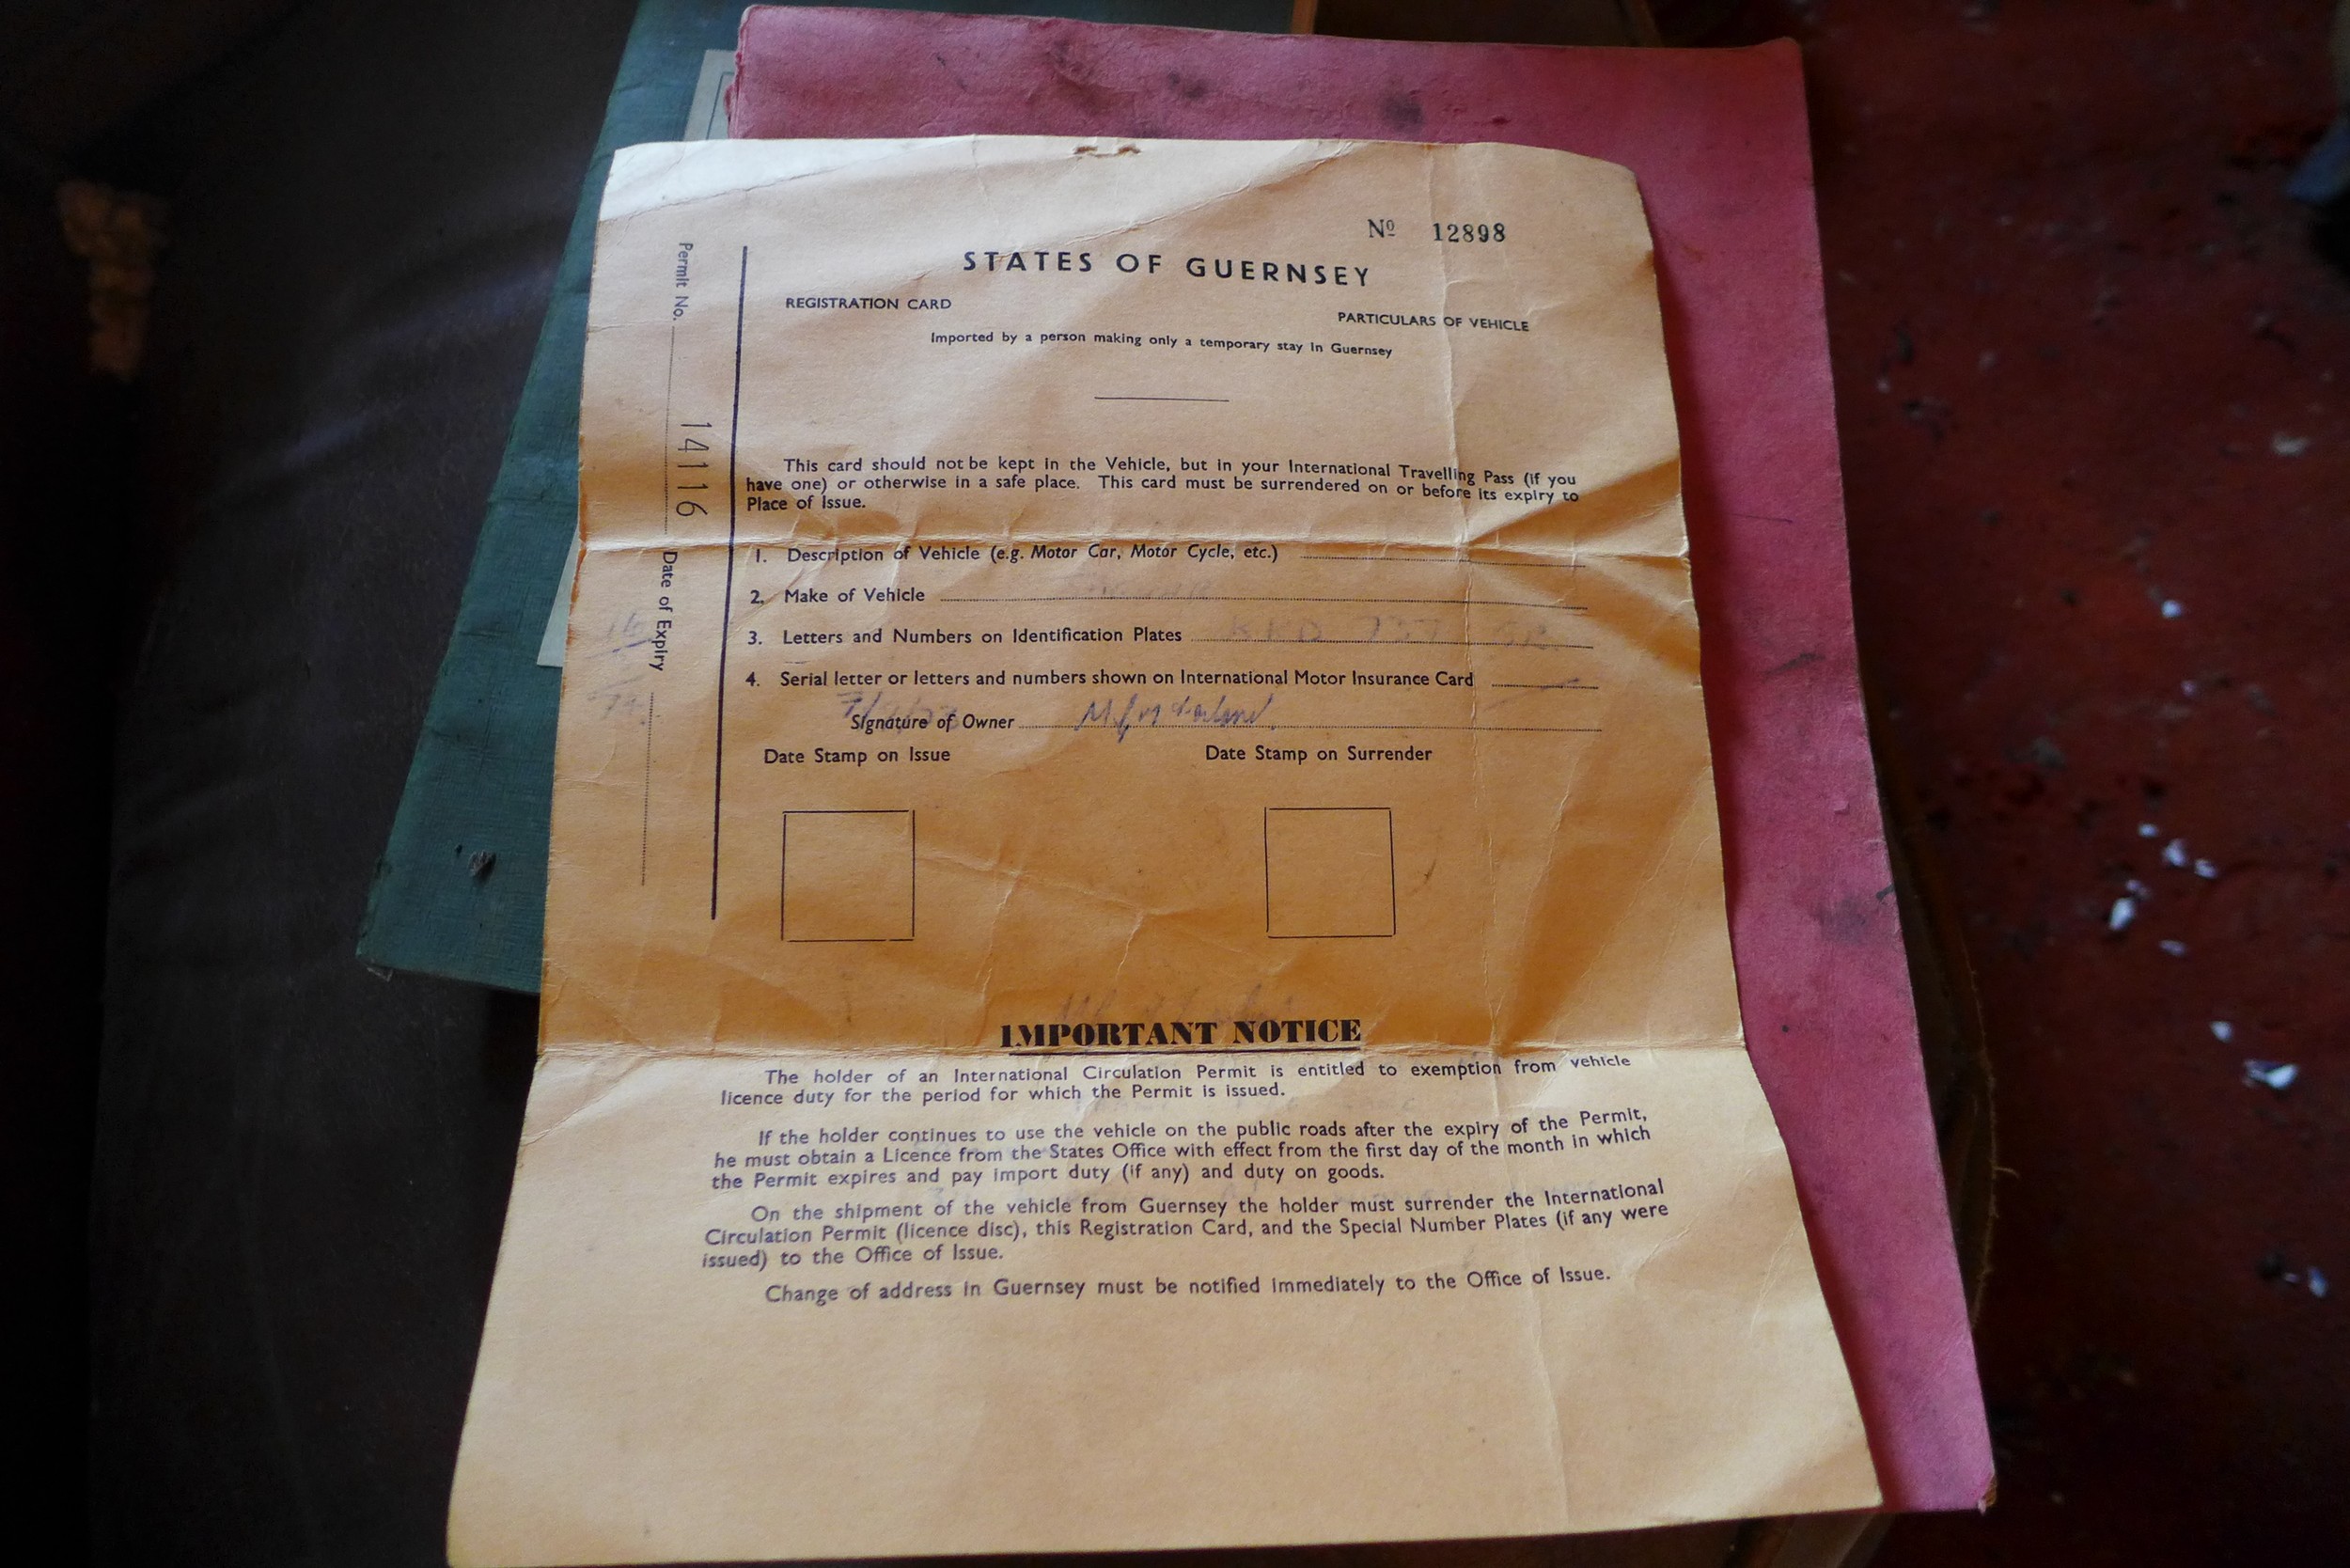 Nº 12898
STATES OF GUERNSEY
REGISTRATION CARD
PARTICULARS OF VEHICLE
Imported by a person making only a temporary stay in Guernsey
Permit No. 14116 Date of Expiry
This card should not be kept in the Vehicle, but in your International Travelling Pass (if you
have one) or otherwise in a safe place. This card must be surrendered on or before its expiry to
Place of Issue.
1. Description of Vehicle (e.g. Motor Car, Motor Cycle, etc.)
2. Make of Vehicle
3. Letters and Numbers on Identification Plates
4. Serial letter or letters and numbers shown on International Motor Insurance Card
Signature of Owner
Date Stamp on Issue
Date Stamp on Surrender
IMPORTANT NOTICE
The holder of an International Circulation Permit is entitled to exemption from vehicle
licence duty for the period for which the Permit is issued.
If the holder continues to use the vehicle on the public roads after the expiry of the Permit,
he must obtain a Licence from the States Office with effect from the first day of the month in which
the Permit expires and pay import duty (if any) and duty on goods.
On the shipment of the vehicle from Guernsey the holder must surrender the International
Circulation Permit (licence disc), this Registration Card, and the Special Number Plates (if any were
issued) to the Office of Issue.
Change of address in Guernsey must be notified immediately to the Office of Issue.